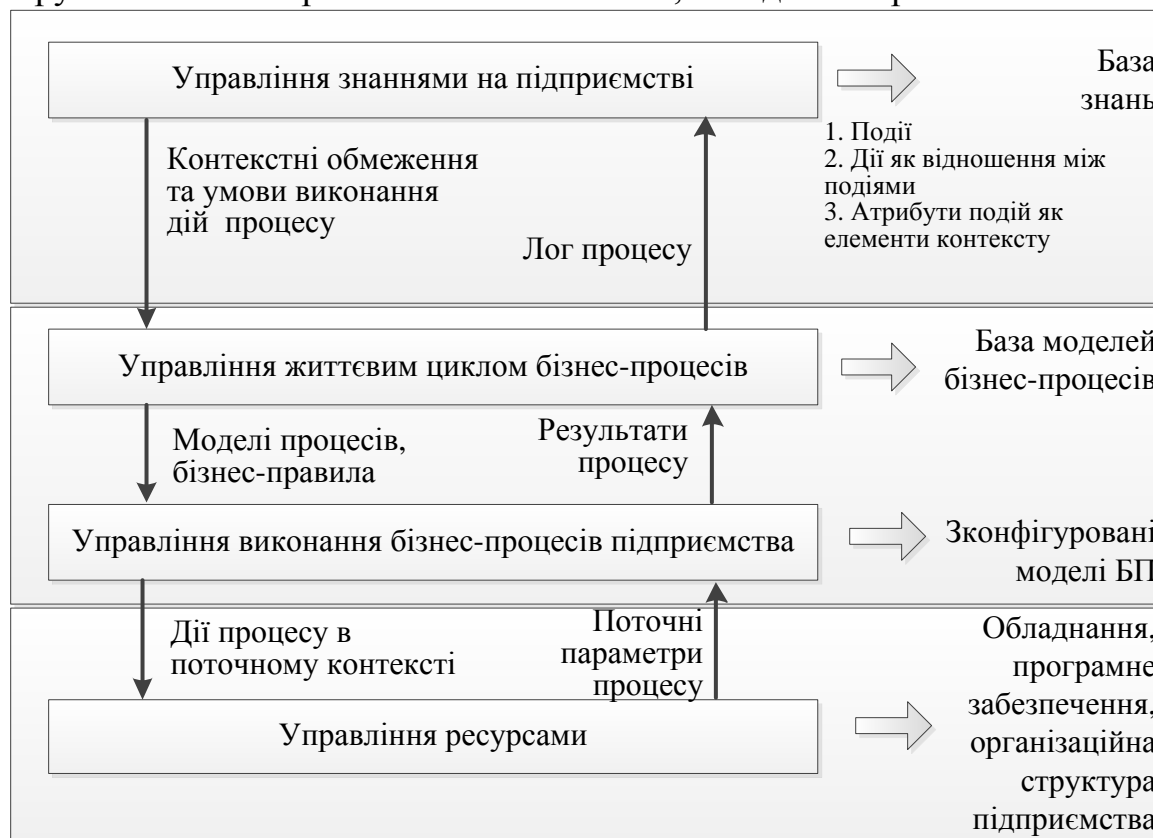 Управління знаннями на підприємстві
База
знань
1. Події
2. Дії як відношення між
подіями
3. Атрибути подій як
елементи контексту
Контекстні обмеження
та умови виконання
дій процесу
Лог процесу
Управління життєвим циклом бізнес-процесів
База моделей
бізнес-процесів
Моделі процесів,
бізнес-правила
Результати
процесу
Управління виконання бізнес-процесів підприємства
Зконфігуровані
моделі БП
Дії процесу в
поточному контексті
Поточні
параметри
процесу
Управління ресурсами
Обладнання,
програмне
забезпечення,
організаційна
структура
підприємства